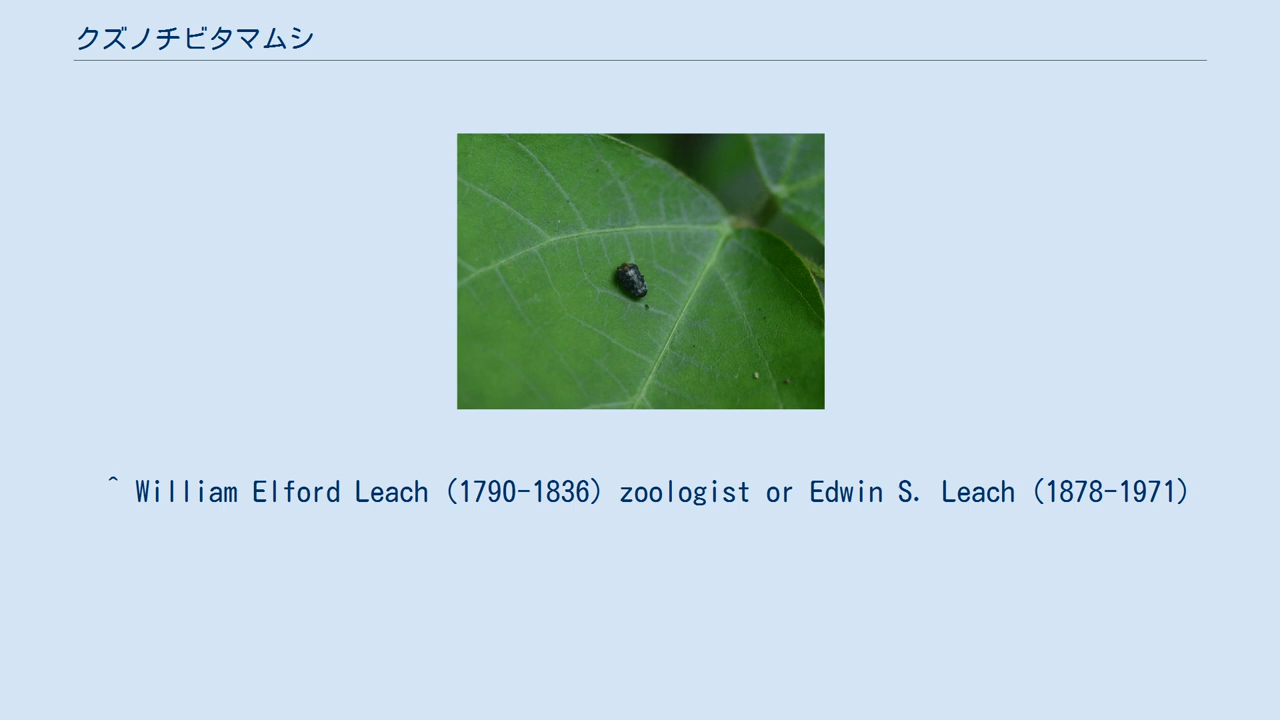 クズノチビタマムシ
^ William Elford Leach (1790-1836) zoologist or Edwin S. Leach (1878-1971)